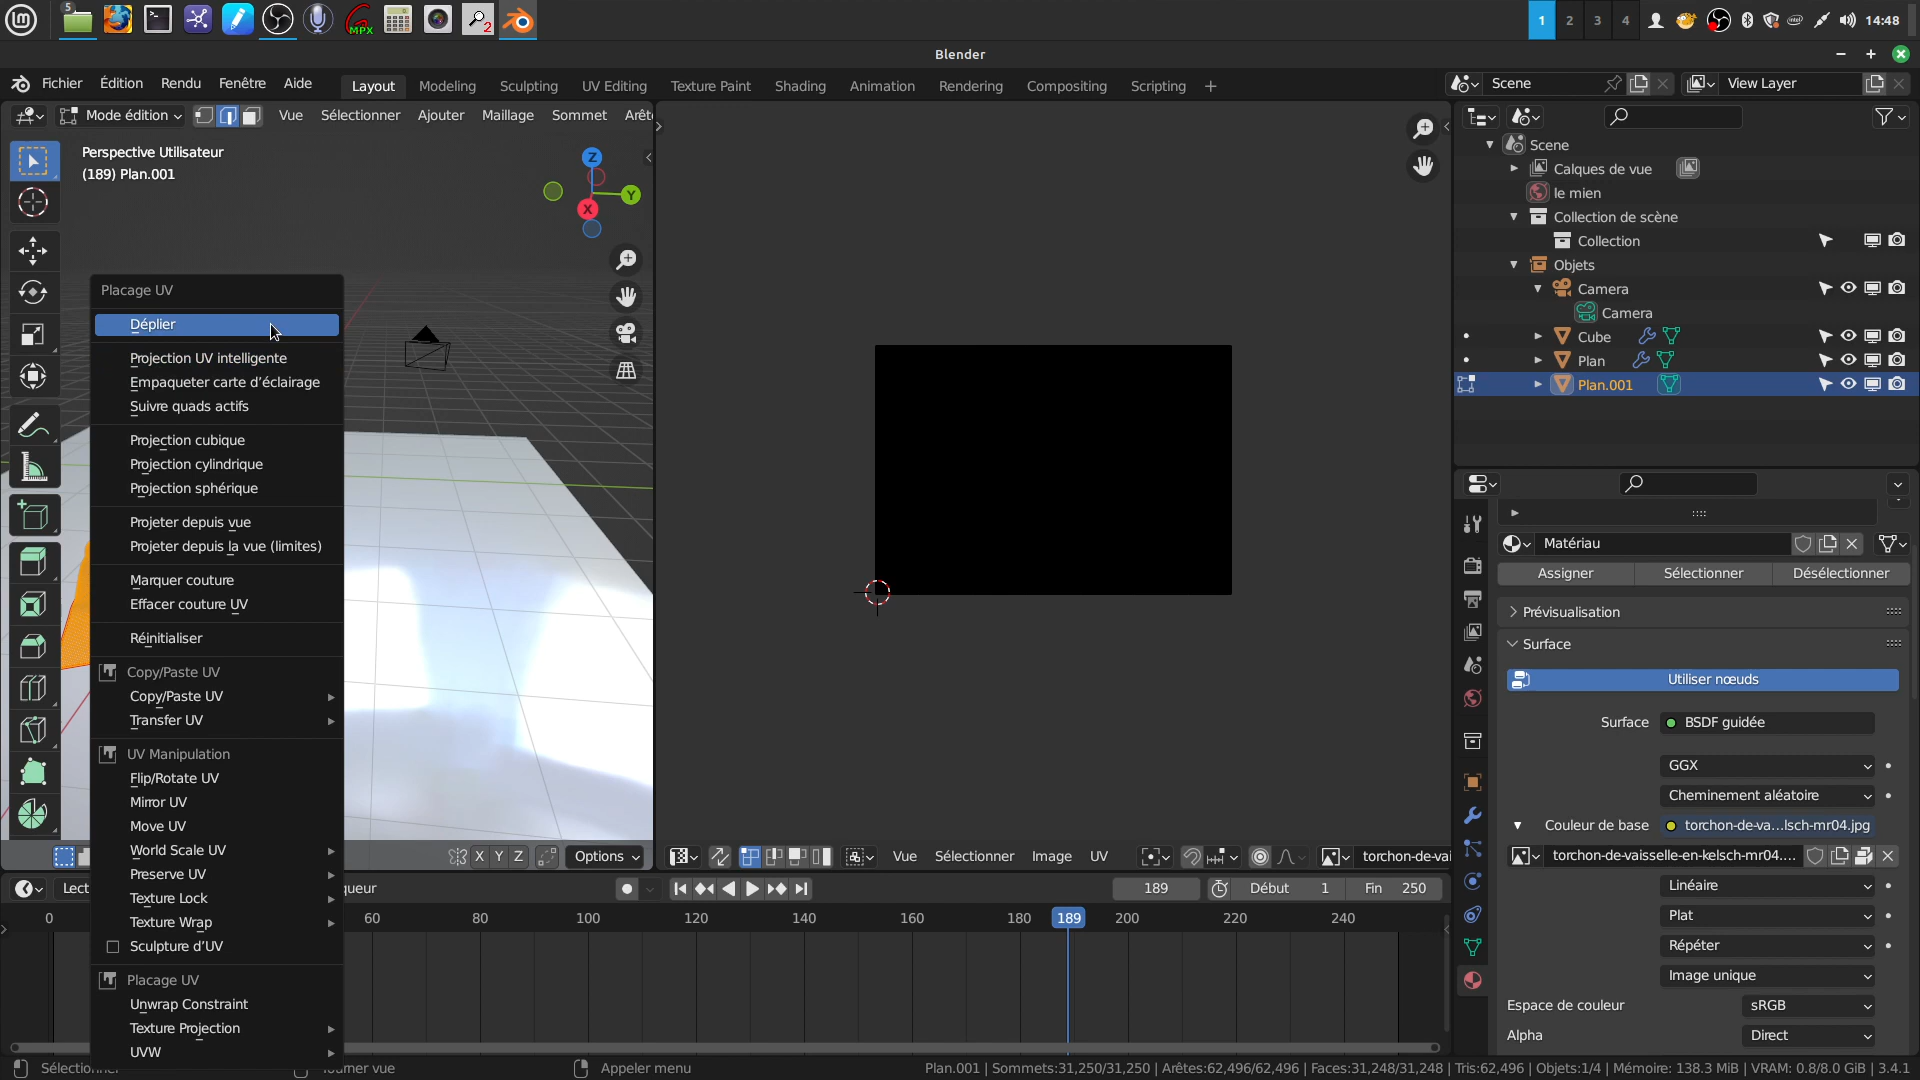 5
MPX
2
1
2
3
4
14:48
Blender
Fichier Édition Rendu Fenêtre Aide
Layout Modeling Sculpting UV Editing Texture Paint Shading Animation Rendering Compositing Scripting +
Scene
View Layer
Mode édition
Vue Sélectionner Ajouter Maillage Sommet Arêt
Perspective Utilisateur
(189) Plan.001
Z
Y
X
Placage UV
Déplier
Projection UV intelligente
Empaqueter carte d'éclairage
Suivre quads actifs
Projection cubique
Projection cylindrique
Projection sphérique
Projeter depuis vue
Projeter depuis la vue (limites)
Marquer couture
Effacer couture UV
Réinitialiser
Copy/Paste UV
Copy/Paste UV
Transfer UV
UV Manipulation
Flip/Rotate UV
Mirror UV
Move UV
World Scale UV
Preserve UV
Texture Lock
Texture Wrap
Sculpture d'UV
Placage UV
Unwrap Constraint
Texture Projection
UVW
X Y Z
Options
Vue Sélectionner Image UV
torchon-de-vai
Scene
Calques de vue
le mien
Collection de scène
Collection
Objets
Camera
Camera
Cube
Plan
Plan.001
Matériau
Assigner Sélectionner Désélectionner
Prévisualisation
Surface
Utiliser nœuds
Surface BSDF guidée
GGX
Cheminement aléatoire
Couleur de base torchon-de-va...lsch-mr04.jpg
torchon-de-vaisselle-en-kelsch-mr04....
Linéaire
Plat
Répéter
Image unique
Espace de couleur sRGB
Alpha Direct
Lect
queur
189
Début 1
Fin 250
0 60 80 100 120 140 160 180 189 200 220 240
Sélectionner
Tourner vue
Appeler menu
Plan.001 | Sommets:31,250/31,250 | Arêtes:62,496/62,496 | Faces:31,248/31,248 | Tris:62,496 | Objets:1/4 | Mémoire: 138.3 MiB | VRAM: 0.8/8.0 GiB | 3.4.1